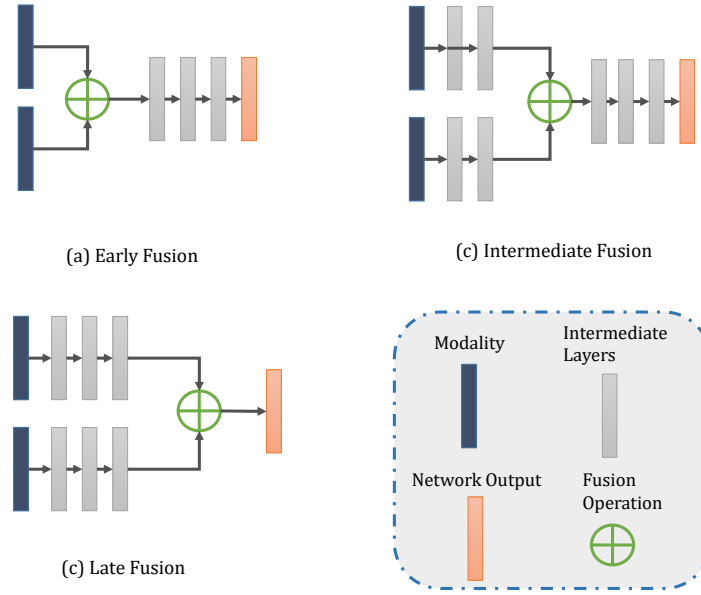 (a) Early Fusion
(c) Intermediate Fusion
(c) Late Fusion
Modality
Intermediate
Layers
Network Output
Fusion
Operation